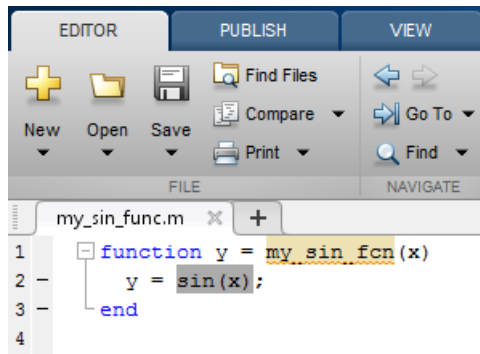 EDITOR PUBLISH VIEW
New Open Save Find Files Compare Print Go To Find
FILE NAVIGATE
my_sin_func.m
1 function y = my_sin_fcn(x)
2 y = sin(x);
3 end
4